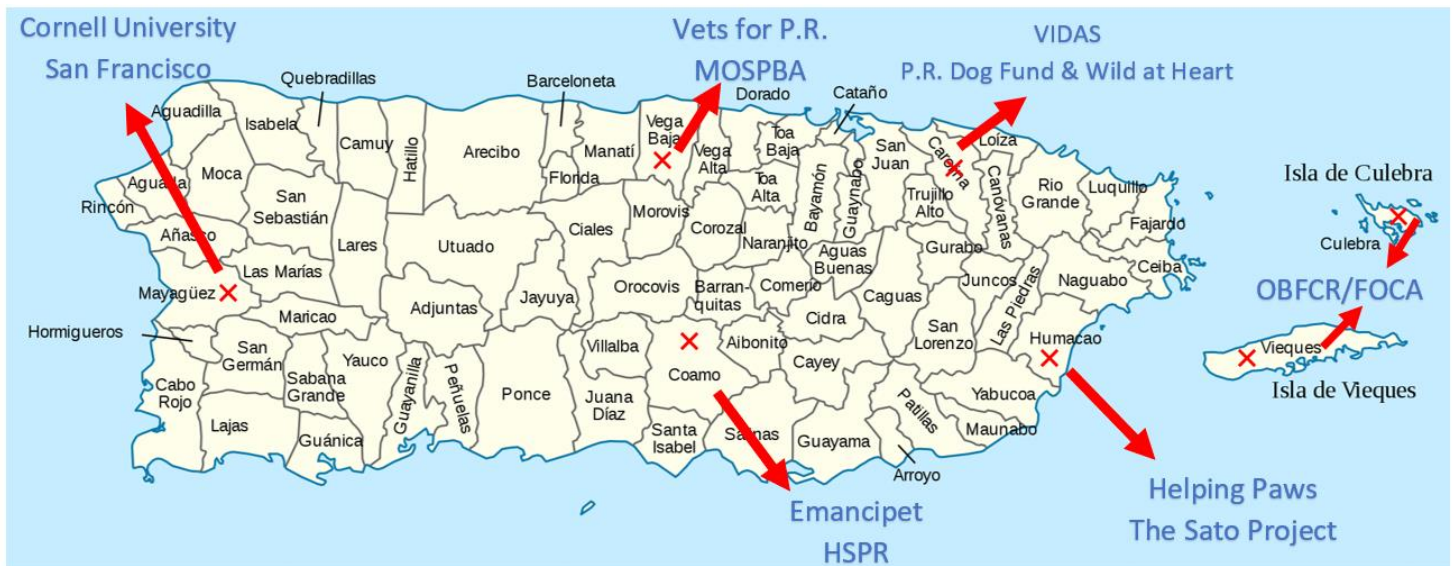 Cornell University
San Francisco
Vets for P.R.
MOSPBA
VIDAS
P.R. Dog Fund & Wild at Heart
Quebradillas
Barceloneta
Dorado
Cataño
Aguadilla
Isabela
Camuy
Hatillo
Arecibo
Manatí
Florida
Vega
Baja
Vega
Alta
Toa
Baja
Toa
Alta
Bayamón
Guaynabo
San
Juan
Carolina
Trujillo
Alto
Loíza
Canóvanas
Rio
Grande
Luquillo
Fajardo
Ceiba
Isla de Culebra
Culebra
Moca
Aguada
Rincón
San
Sebastián
Añasco
Lares
Utuado
Ciales
Morovis
Corozal
Naranjito
Aguas
Buenas
Gurabo
Juncos
Las Piedras
Naguabo
OBFCR/FOCA
Las Marías
Mayagüez
Maricao
Adjuntas
Jayuya
Orocovis
Barran-
quitas
Comerío
Cidra
Caguas
San
Lorenzo
Humacao
Vieques
Isla de Vieques
Hormigueros
San
Germán
Cabo
Rojo
Lajas
Sabana
Grande
Guánica
Yauco
Guayanilla
Peñuelas
Ponce
Villalba
Juana
Díaz
Coamo
Santa
Isabel
Aibonito
Salinas
Cayey
Guayama
Patillas
Arroyo
Yabucoa
Maunabo
Emancipet
HSPR
Helping Paws
The Sato Project